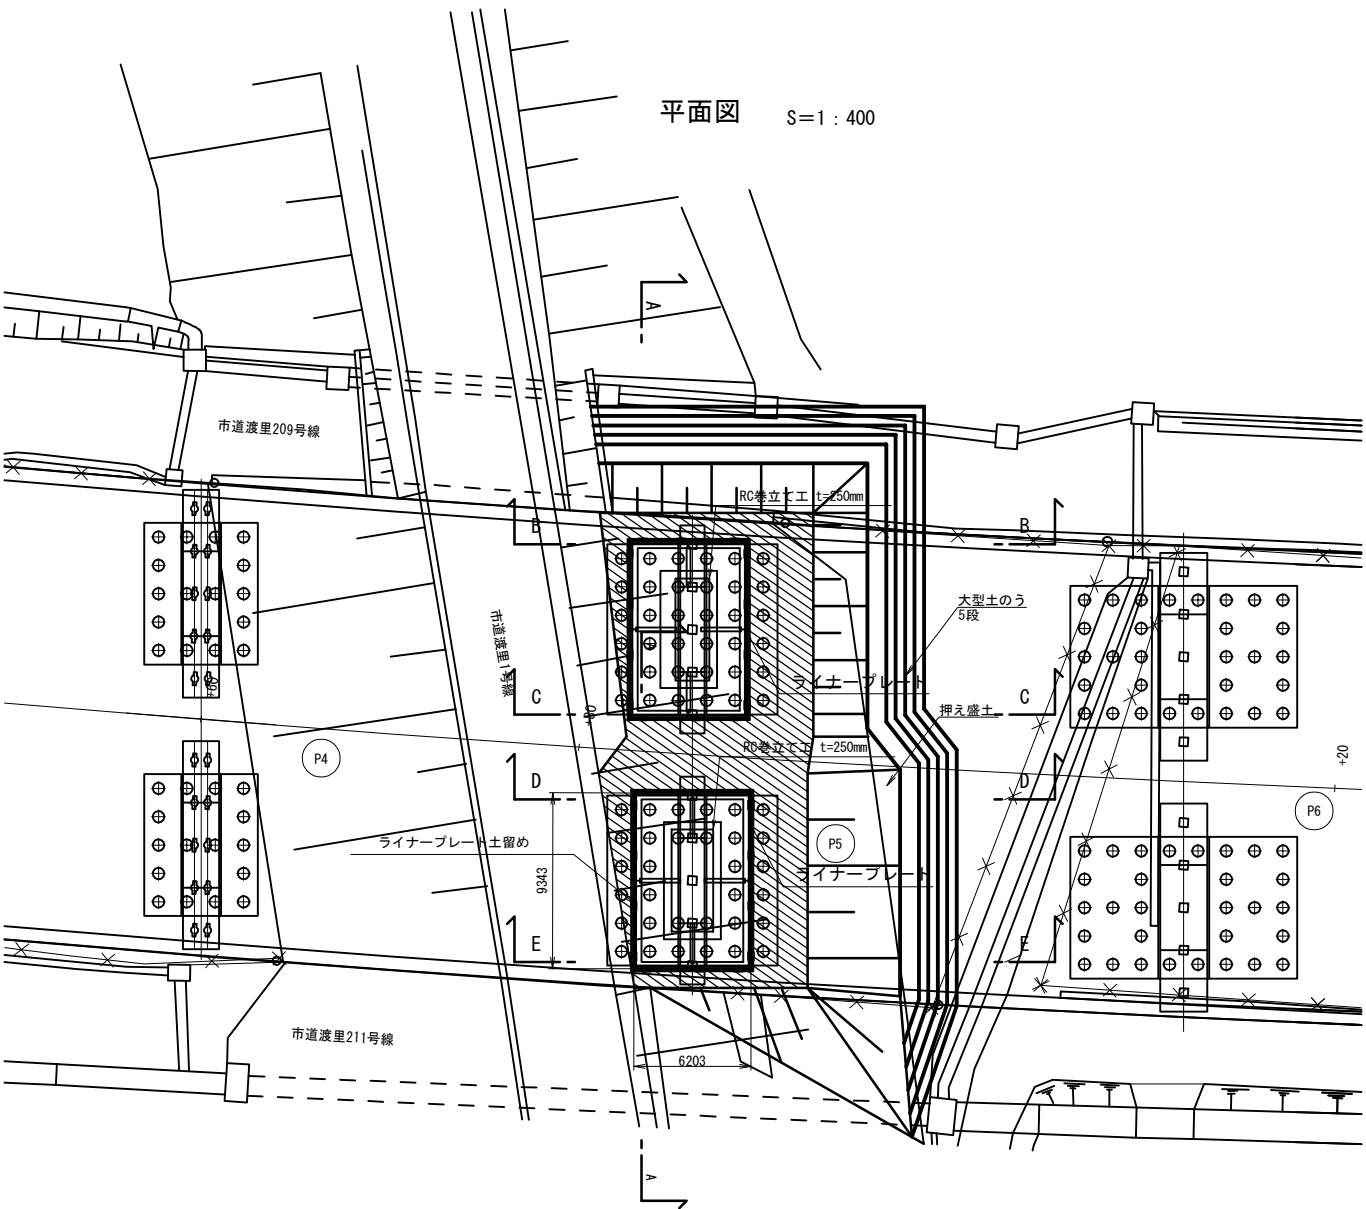 平面図 S=1:400
A
市道渡里209号線
RC巻立て工 t=250mm
B
B
大型土のう
5段
市道渡里1号線
ライナープレート
C
C
+60
+80
押え盛土
RC巻立て工 t=250mm
P4
D
D
+20
P6
P5
ライナープレート土留め
ライナープレート
9343
E
E
市道渡里211号線
6203
A